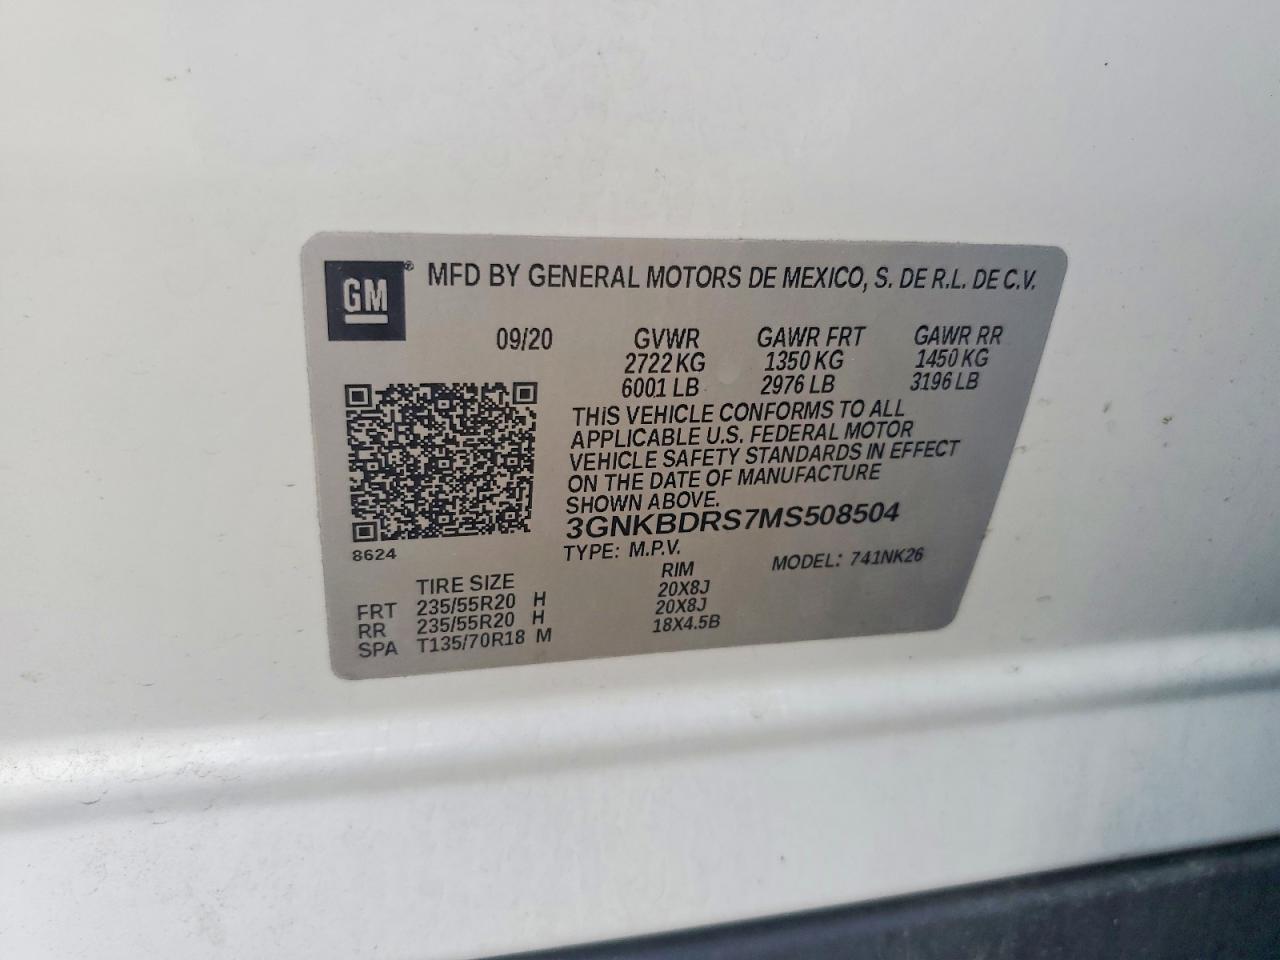 GM® MFD BY GENERAL MOTORS DE MEXICO, S. DE R.L. DE C.V.
09/20 GVWR GAWR FRT GAWR RR
2722 KG 1350 KG 1450 KG
6001 LB 2976 LB 3196 LB
THIS VEHICLE CONFORMS TO ALL
APPLICABLE U.S. FEDERAL MOTOR
VEHICLE SAFETY STANDARDS IN EFFECT
ON THE DATE OF MANUFACTURE
SHOWN ABOVE.
3GNKBDRS7MS508504
8624 TYPE: M.P.V. MODEL: 741NK26
TIRE SIZE RIM
FRT 235/55R20 H 20X8J
RR 235/55R20 H 20X8J
SPA T135/70R18 M 18X4.5B